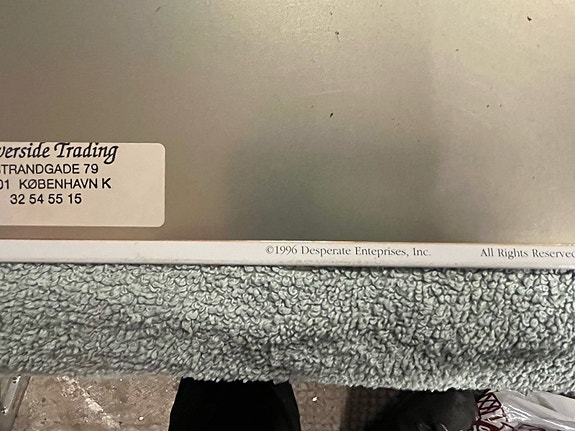 verside Trading
TRANDGADE 79
01 KØBENHAVN K
32 54 55 15
©1996 Desperate Enteprises, Inc. All Rights Reserved